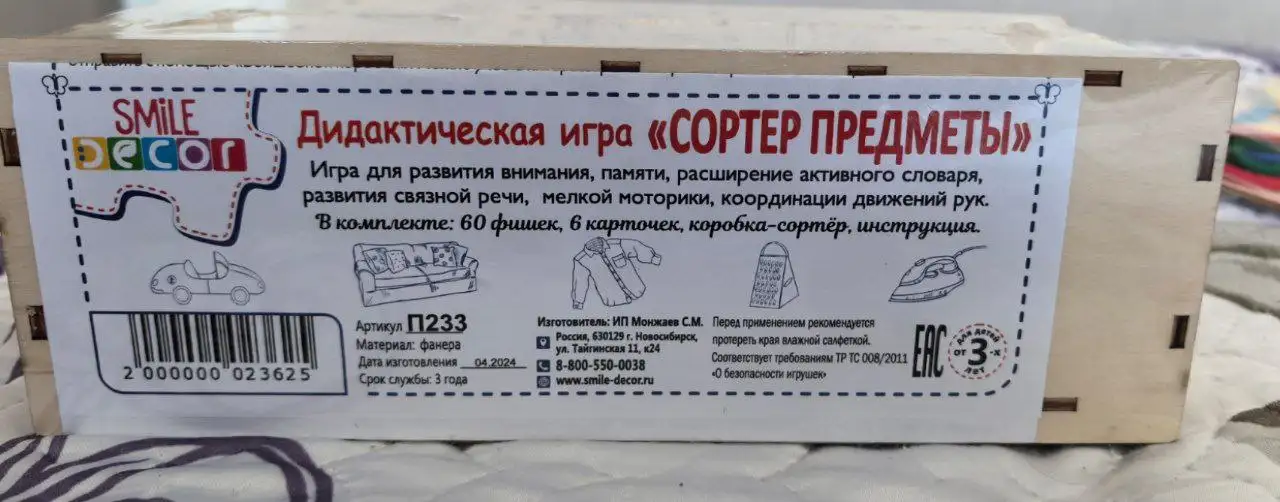 SMiLE
DECOR
Дидактическая игра «СОРТЕР ПРЕДМЕТЫ»
Игра для развития внимания, памяти, расширение активного словаря,
развития связной речи, мелкой моторики, координации движений рук.
В комплекте: 60 фишек, 6 карточек, коробка-сортёр, инструкция.
2 000000 023625
Артикул П233
Материал: фанера
Дата изготовления 04.2024
Срок службы: 3 года
Изготовитель: ИП Монжаев С.М.
Россия, 630129 г. Новосибирск,
ул. Тайгинская 11, к24
8-800-550-0038
www.smile-decor.ru
Перед применением рекомендуется
протереть края влажной салфеткой.
Соответствует требованиям ТР ТС 008/2011
«О безопасности игрушек»
EAC
для детей
от 3-х
лет